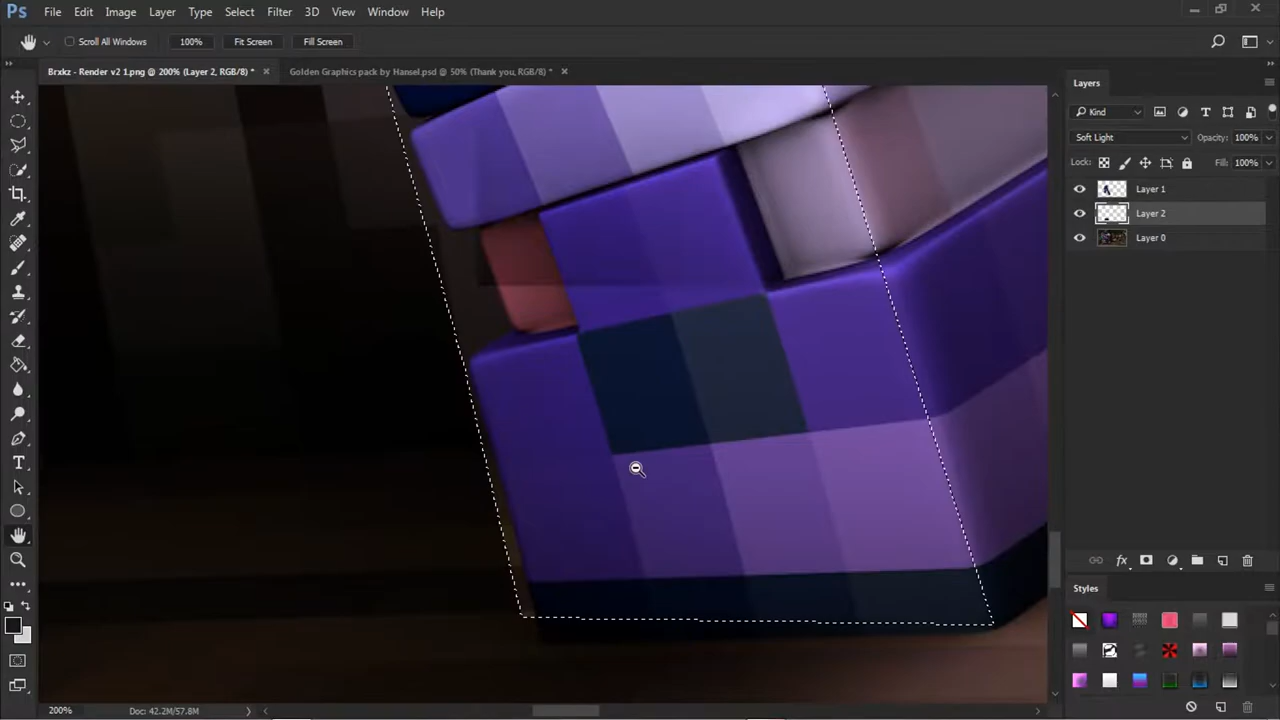 Ps File Edit Image Layer Type Select Filter 3D View Window Help
Scroll All Windows 100% Fit Screen Fill Screen
Brxkz - Render v2 1.png @ 200% (Layer 2, RGB/8) * Golden Graphics pack by Hansel.psd @ 50% (Thank you, RGB/8) *
Layers
Kind
Soft Light Opacity: 100%
Lock: Fill: 100%
Layer 1
Layer 2
Layer 0
fx
Styles
200% Doc: 42.2M/57.8M